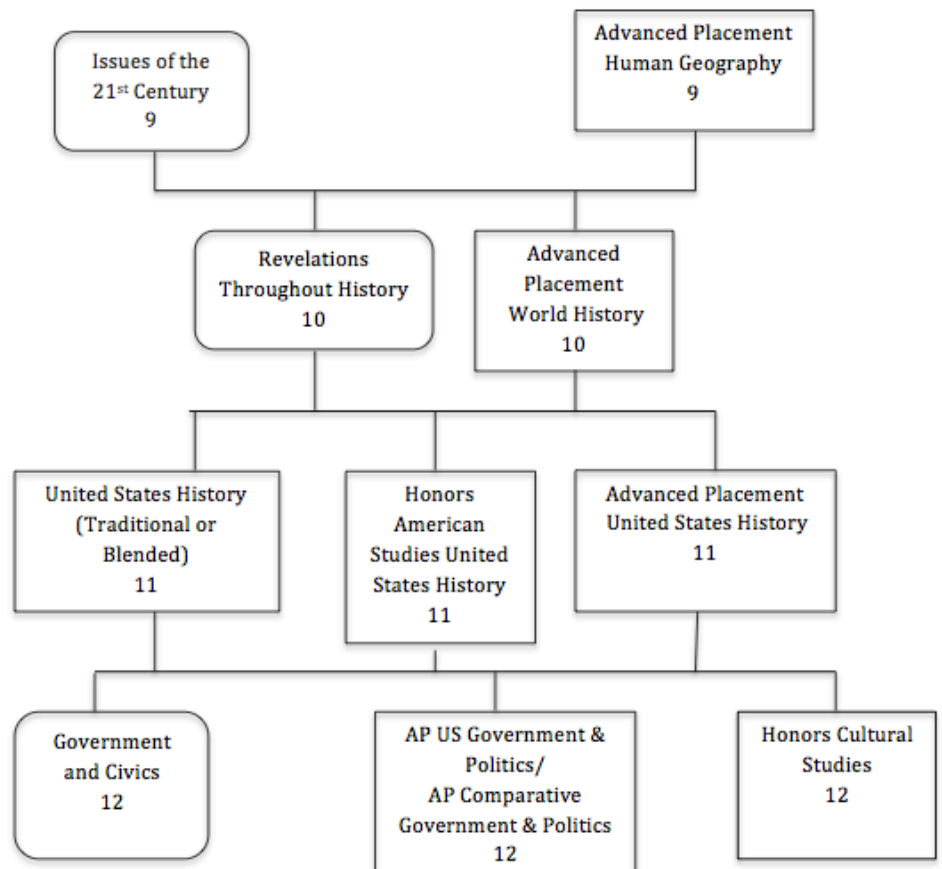 Issues of the
21st Century
9
Advanced Placement
Human Geography
9
Revelations
Throughout History
10
Advanced
Placement
World History
10
United States History
(Traditional or
Blended)
11
Honors
American
Studies United
States History
11
Advanced Placement
United States History
11
Government
and Civics
12
AP US Government &
Politics/
AP Comparative
Government & Politics
12
Honors Cultural
Studies
12